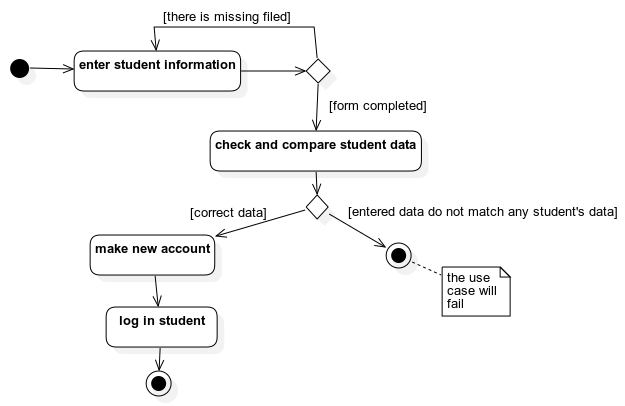 [there is missing filed]
enter student information
[form completed]
check and compare student data
[correct data]
[entered data do not match any student's data]
make new account
the use
case will
fail
log in student